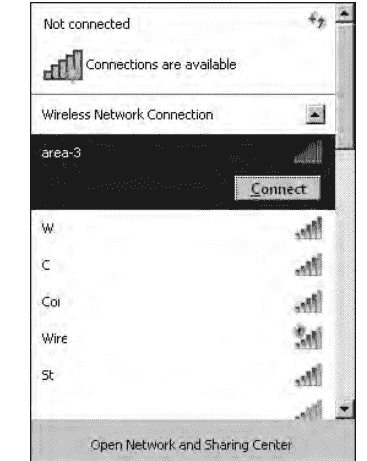 Not connected
Connections are available
Wireless Network Connection
area-3
Connect
W
C
Coi
Wire
St
Open Network and Sharing Center